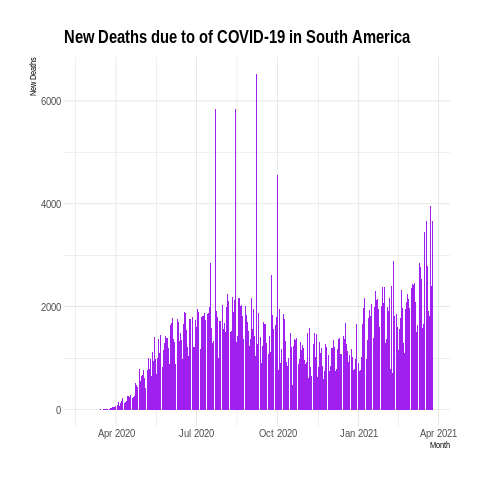 New Deaths due to of COVID-19 in South America
New Deaths
6000
4000
2000
0
Apr 2020 Jul 2020 Oct 2020 Jan 2021 Apr 2021
Month